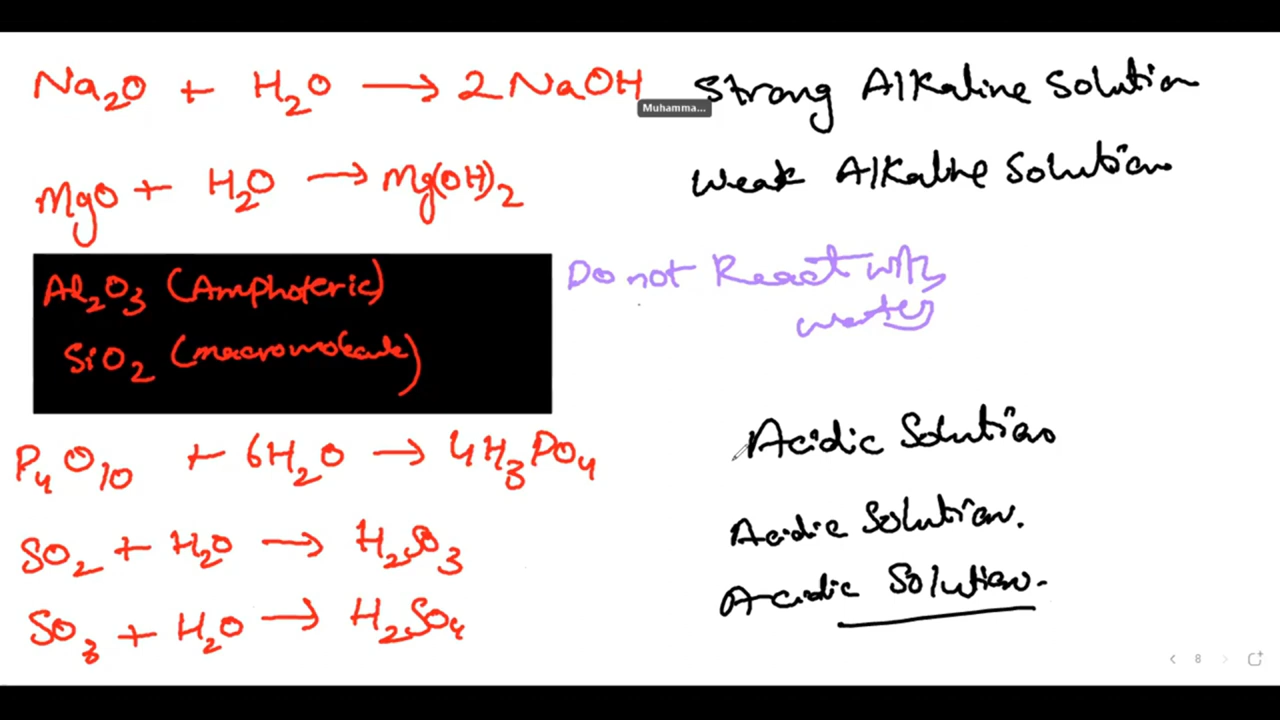 Na2O + H2O → 2NaOH Strong Alkaline Solution
Muhamma...
MgO + H2O → Mg(OH)2 Weak Alkaline Solution
Al2O3 (Amphoteric) Do not React with
water
SiO2 (macromolecule)
P4O10 + 6H2O → 4H3PO4 Acidic Solution
SO2 + H2O → H2SO3 Acidic Solution.
SO3 + H2O → H2SO4 Acidic Solution.
8